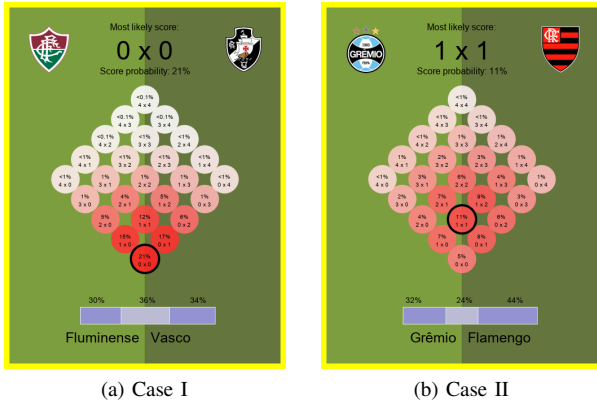 Most likely score:
0 x 0
Score probability: 21%
<0.1%
4 x 4
<0.1% <0.1%
4 x 3 3 x 4
<0.1% <1% <1%
4 x 2 3 x 3 2 x 4
<1% <1% <1% <1%
4 x 1 3 x 2 2 x 3 1 x 4
<1% 1% 1% 1% <1%
4 x 0 3 x 1 2 x 2 1 x 3 0 x 4
1% 4% 5% 1%
3 x 0 2 x 1 1 x 2 0 x 3
12%
2 x 0 1 x 1 0 x 2
17%
1 x 0 0 x 1
21%
0 x 0
30% 36% 34%
Fluminense Vasco
(a) Case I
Most likely score:
1 x 1
Score probability: 11%
GRÊMIO
<1%
4 x 4
<1% <1%
4 x 3 3 x 4
<1% 1% <1%
4 x 2 3 x 3 2 x 4
1% 2% 3% 1%
4 x 1 3 x 2 2 x 3 1 x 4
<1% 3% 4% 1%
4 x 0 3 x 1 2 x 2 1 x 3 0 x 4
2% 7% 3%
3 x 0 2 x 1 1 x 2 0 x 3
4% 11% 6%
2 x 0 1 x 1 0 x 2
7% 8%
1 x 0 0 x 1
5%
0 x 0
32% 24% 44%
Grêmio Flamengo
(b) Case II